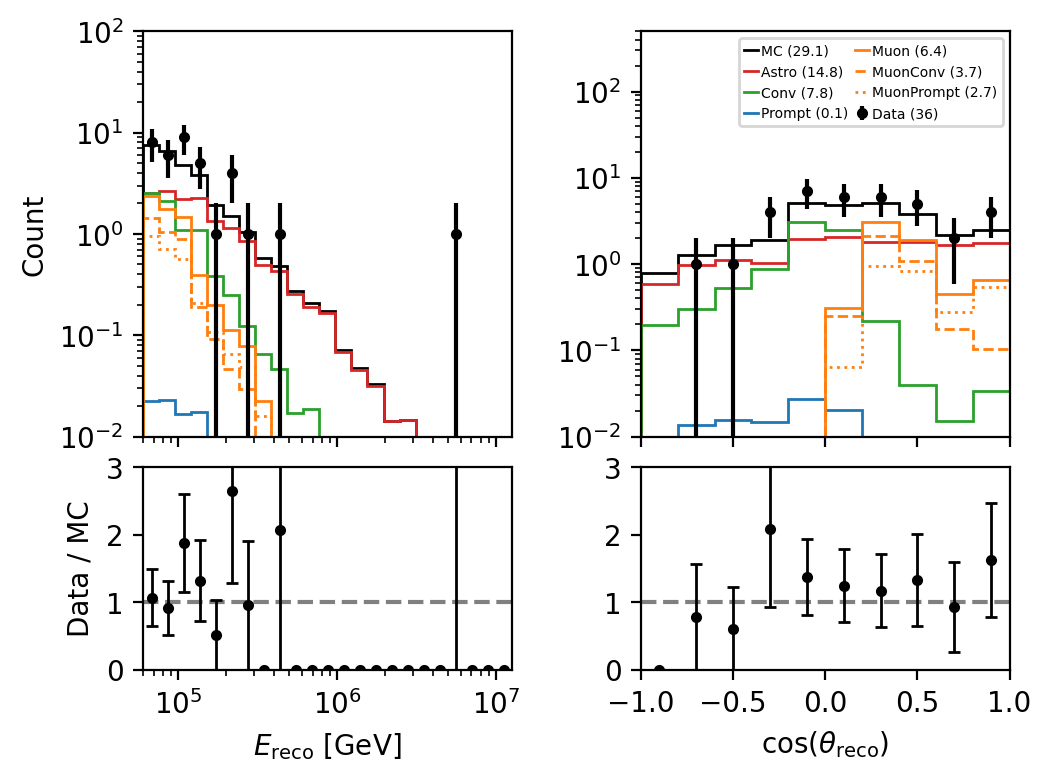 10²
10¹
10⁰
10⁻¹
10⁻²
Count
10²
10¹
10⁰
10⁻¹
10⁻²
MC (29.1)
Astro (14.8)
Conv (7.8)
Prompt (0.1)
Muon (6.4)
MuonConv (3.7)
MuonPrompt (2.7)
Data (36)
3
2
1
0
Data / MC
10⁵
10⁶
10⁷
E_reco [GeV]
3
2
1
0
−1.0
−0.5
0.0
0.5
1.0
cos(θ_reco)